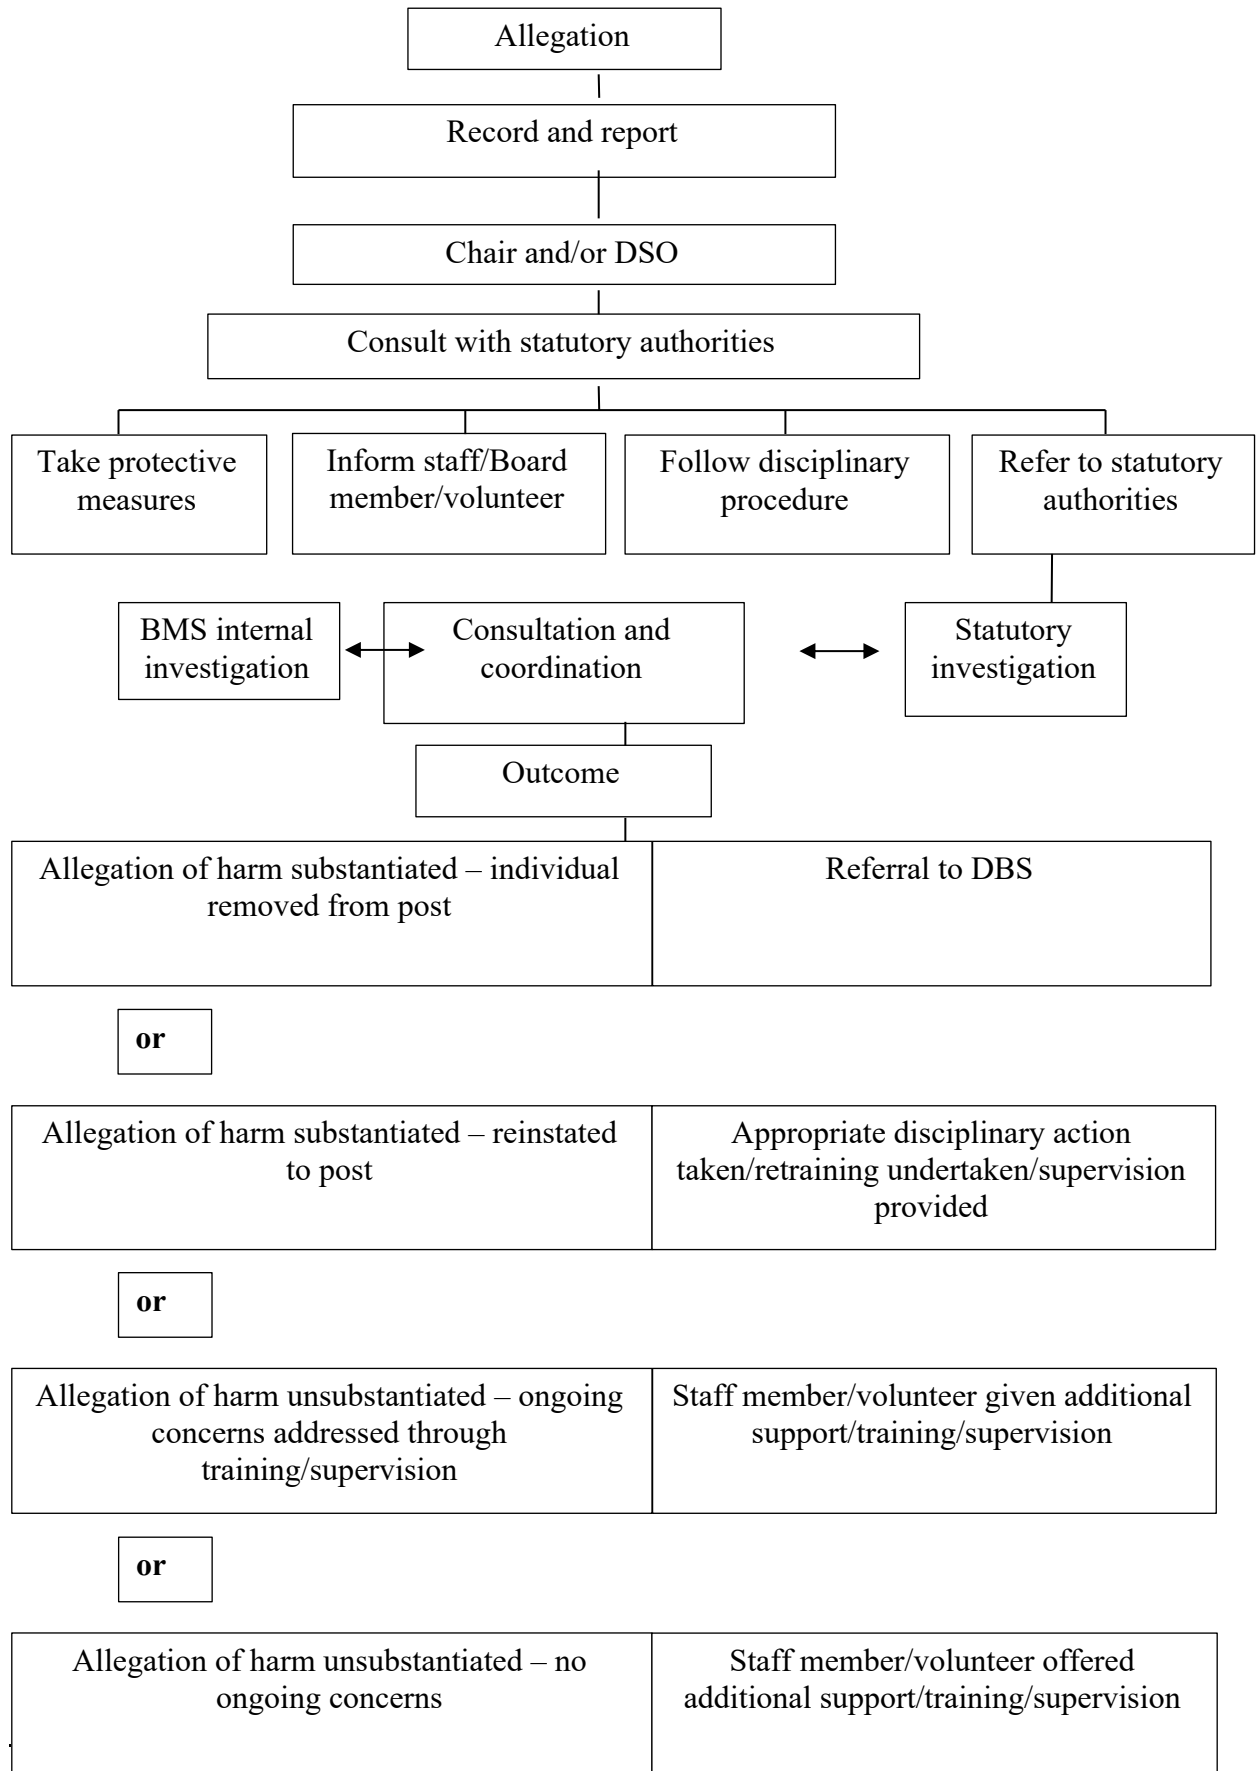 Allegation
Record and report
Chair and/or DSO
Consult with statutory authorities
Take protective
measures
Inform staff/Board
member/volunteer
Follow disciplinary
procedure
Refer to statutory
authorities
BMS internal
investigation
Consultation and
coordination
Statutory
investigation
Outcome
Allegation of harm substantiated – individual
removed from post
Referral to DBS
or
Allegation of harm substantiated – reinstated
to post
Appropriate disciplinary action
taken/retraining undertaken/supervision
provided
or
Allegation of harm unsubstantiated – ongoing
concerns addressed through
training/supervision
Staff member/volunteer given additional
support/training/supervision
or
Allegation of harm unsubstantiated – no
ongoing concerns
Staff member/volunteer offered
additional support/training/supervision